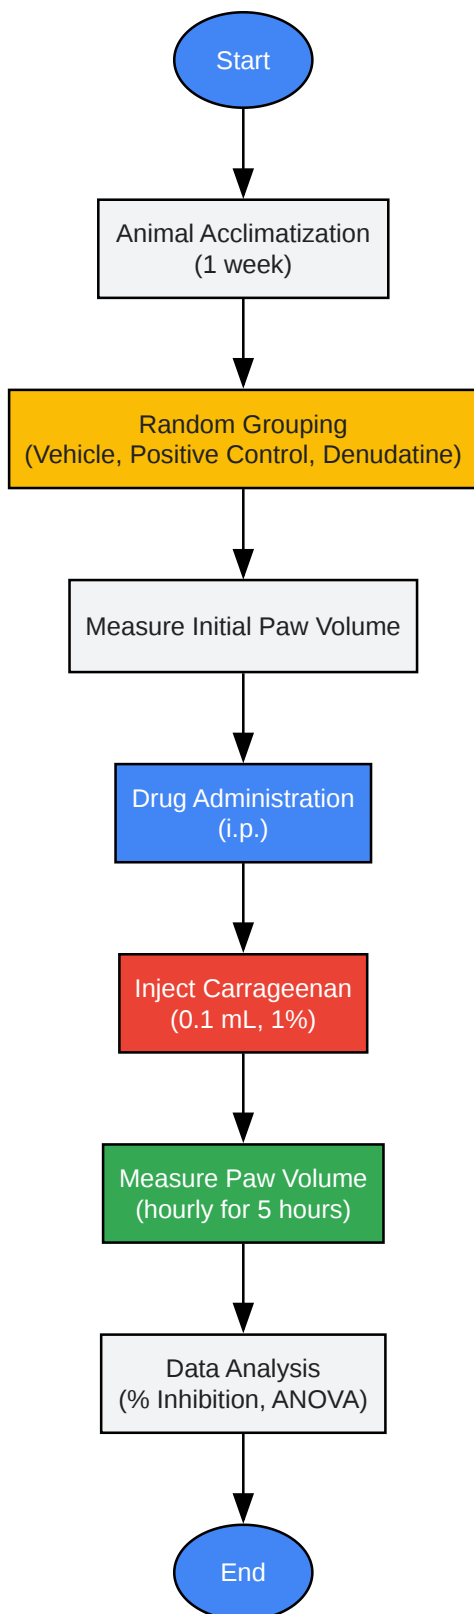 Start
Animal Acclimatization
(1 week)
Random Grouping
(Vehicle, Positive Control, Denudatine)
Measure Initial Paw Volume
Drug Administration
(i.p.)
Inject Carrageenan
(0.1 mL, 1%)
Measure Paw Volume
(hourly for 5 hours)
Data Analysis
(% Inhibition, ANOVA)
End